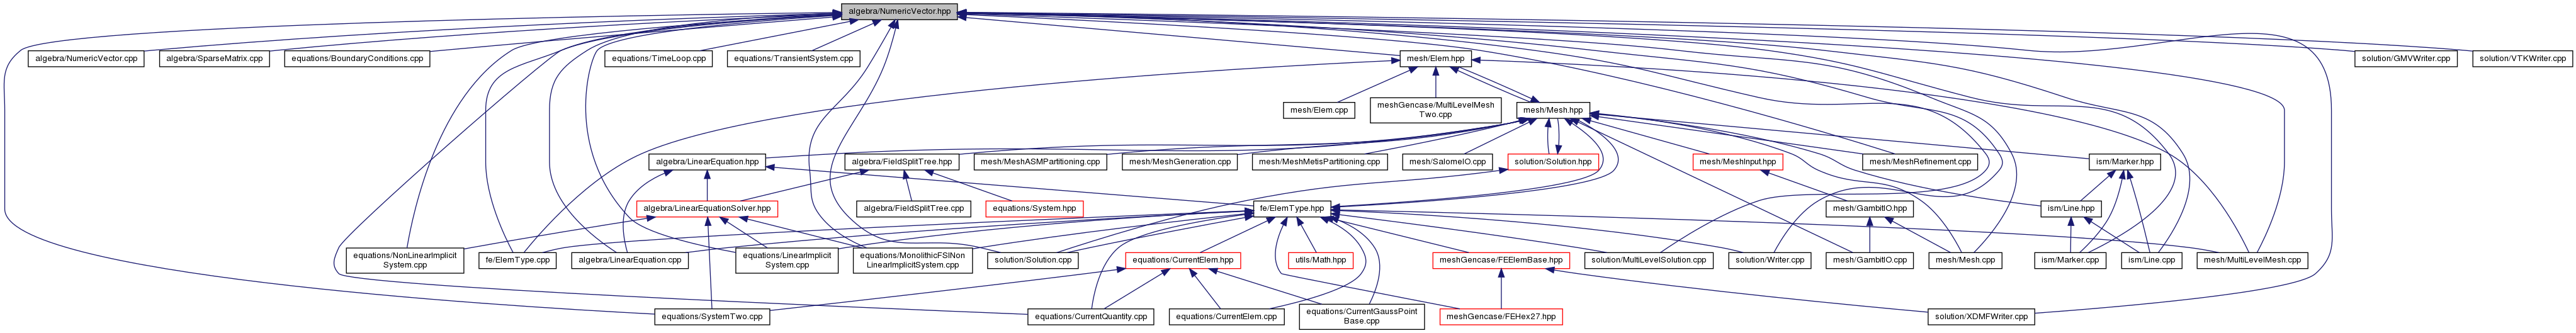 algebra/NumericVector.hpp
algebra/NumericVector.cpp
algebra/SparseMatrix.cpp
equations/BoundaryConditions.cpp
equations/TimeLoop.cpp
equations/TransientSystem.cpp
mesh/Elem.hpp
solution/GMVWriter.cpp
solution/VTKWriter.cpp
mesh/Elem.cpp
meshGencase/MultiLevelMesh
Two.cpp
mesh/Mesh.hpp
algebra/LinearEquation.hpp
algebra/FieldSplitTree.hpp
mesh/MeshASMPartitioning.cpp
mesh/MeshGeneration.cpp
mesh/MeshMetisPartitioning.cpp
mesh/SalomeIO.cpp
solution/Solution.hpp
mesh/MeshInput.hpp
mesh/MeshRefinement.cpp
ism/Marker.hpp
algebra/LinearEquationSolver.hpp
algebra/FieldSplitTree.cpp
equations/System.hpp
fe/ElemType.hpp
mesh/GambitIO.hpp
ism/Line.hpp
equations/NonLinearImplicit
System.cpp
fe/ElemType.cpp
algebra/LinearEquation.cpp
equations/LinearImplicit
System.cpp
equations/MonolithicFSINon
LinearImplicitSystem.cpp
solution/Solution.cpp
equations/CurrentElem.hpp
utils/Math.hpp
meshGencase/FEElemBase.hpp
solution/MultiLevelSolution.cpp
solution/Writer.cpp
mesh/GambitIO.cpp
mesh/Mesh.cpp
ism/Marker.cpp
ism/Line.cpp
mesh/MultiLevelMesh.cpp
equations/SystemTwo.cpp
equations/CurrentQuantity.cpp
equations/CurrentElem.cpp
equations/CurrentGaussPoint
Base.cpp
meshGencase/FEHex27.hpp
solution/XDMFWriter.cpp